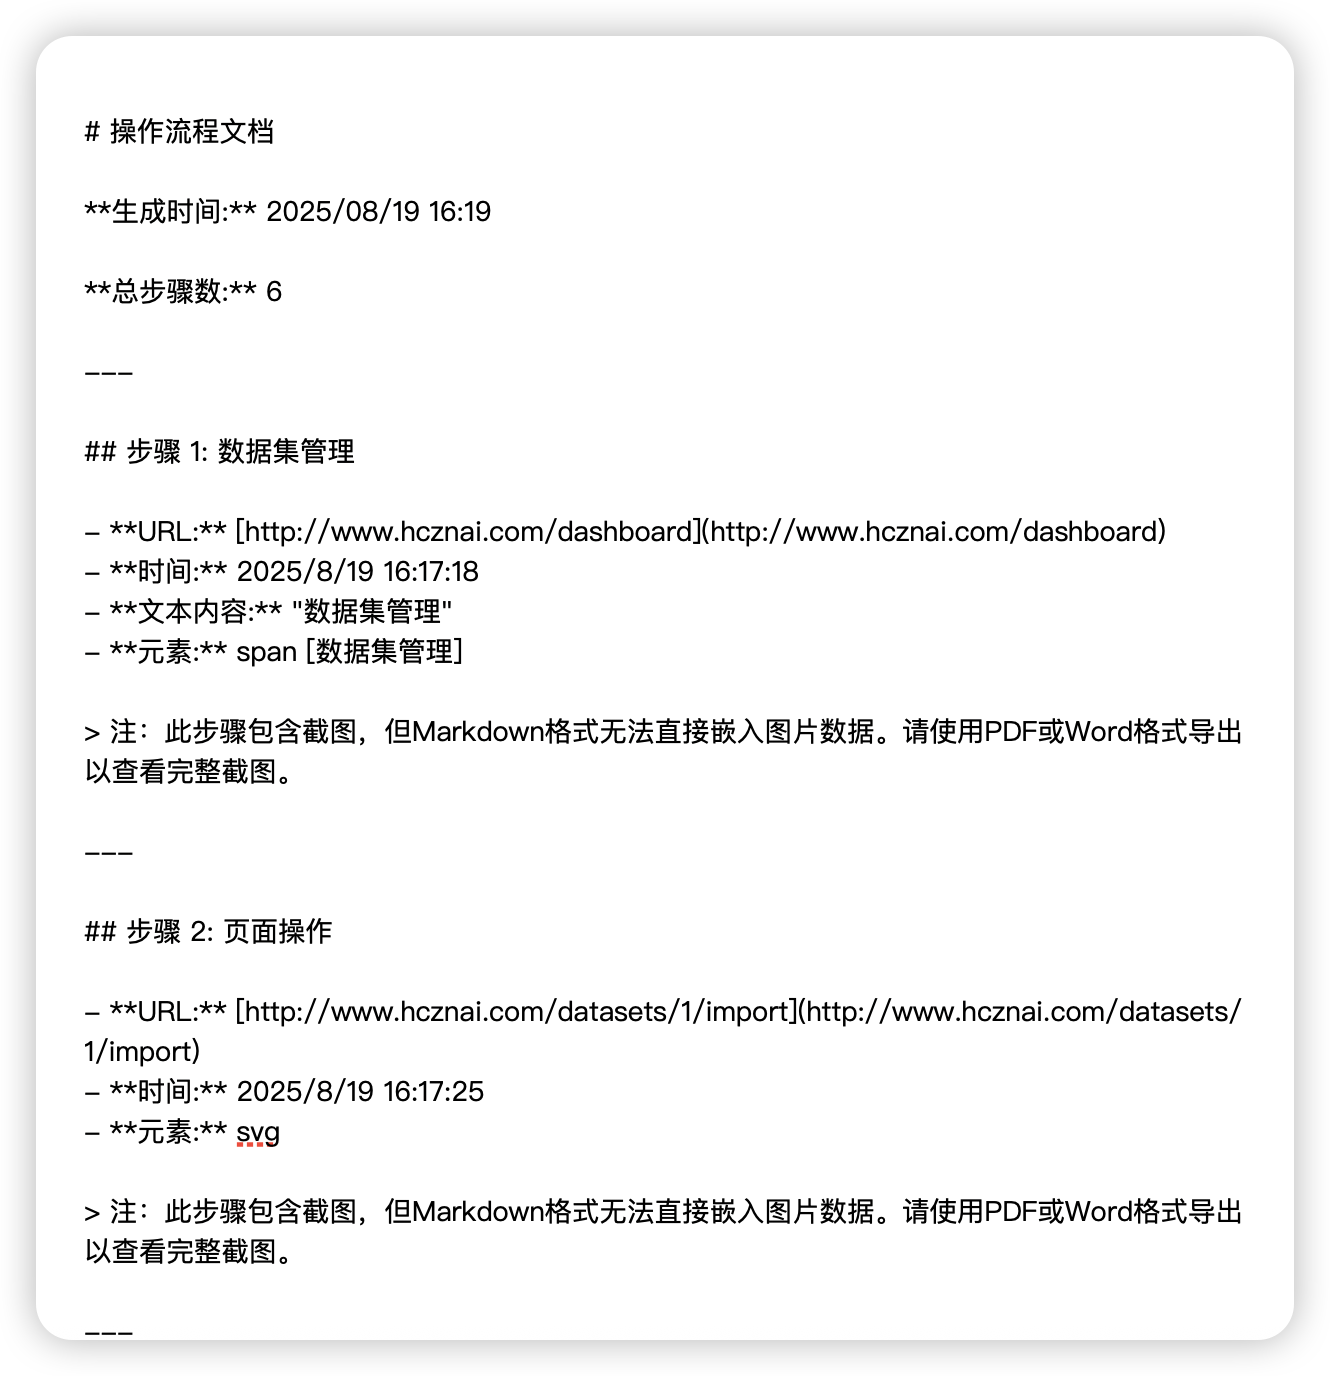 # 操作流程文档
**生成时间:** 2025/08/19 16:19
**总步骤数:** 6
---
## 步骤 1: 数据集管理
- **URL:** [http://www.hcznai.com/dashboard](http://www.hcznai.com/dashboard)
- **时间:** 2025/8/19 16:17:18
- **文本内容:** "数据集管理"
- **元素:** span [数据集管理]
> 注：此步骤包含截图，但Markdown格式无法直接嵌入图片数据。请使用PDF或Word格式导出
以查看完整截图。
---
## 步骤 2: 页面操作
- **URL:** [http://www.hcznai.com/datasets/1/import](http://www.hcznai.com/datasets/
1/import)
- **时间:** 2025/8/19 16:17:25
- **元素:** svg
> 注：此步骤包含截图，但Markdown格式无法直接嵌入图片数据。请使用PDF或Word格式导出
以查看完整截图。
---